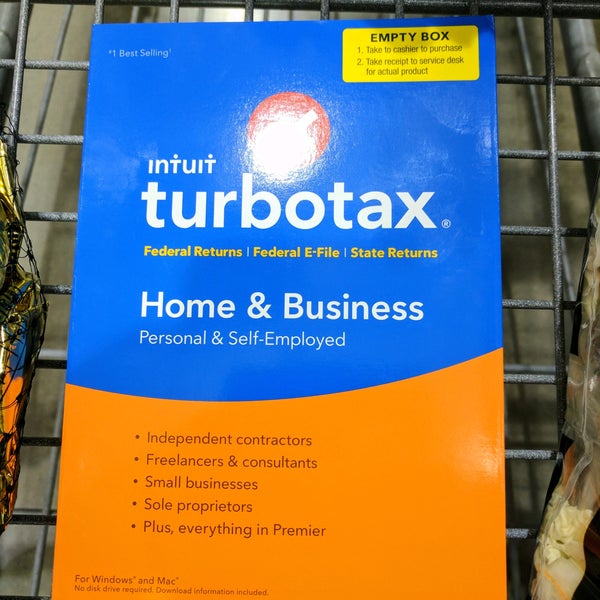 #1 Best Selling¹
EMPTY BOX
1. Take to cashier to purchase
2. Take receipt to service desk
for actual product
ıntuıt
turbotax®
Federal Returns | Federal E-File | State Returns
Home & Business
Personal & Self-Employed
• Independent contractors
• Freelancers & consultants
• Small businesses
• Sole proprietors
• Plus, everything in Premier
For Windows® and Mac®
No disk drive required. Download information included.